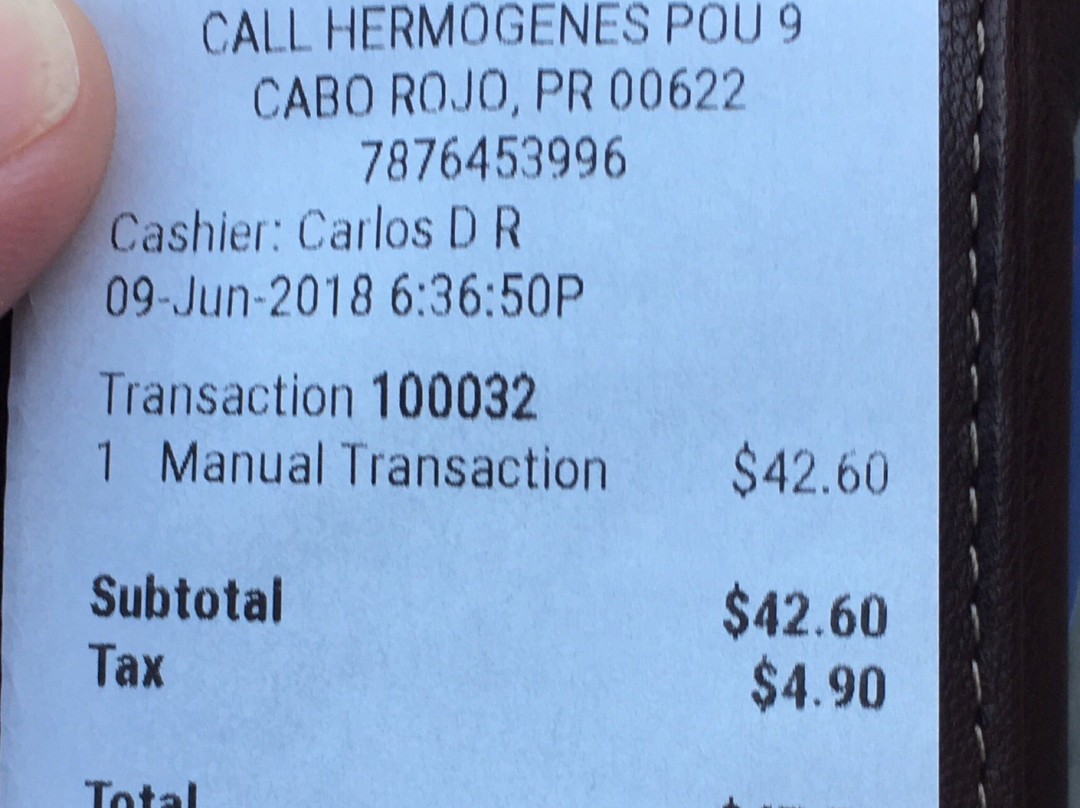 CALL HERMOGENES POU 9
CABO ROJO, PR 00622
7876453996
Cashier: Carlos D R
09-Jun-2018 6:36:50P
Transaction 100032
1 Manual Transaction $42.60
Subtotal $42.60
Tax $4.90
Total